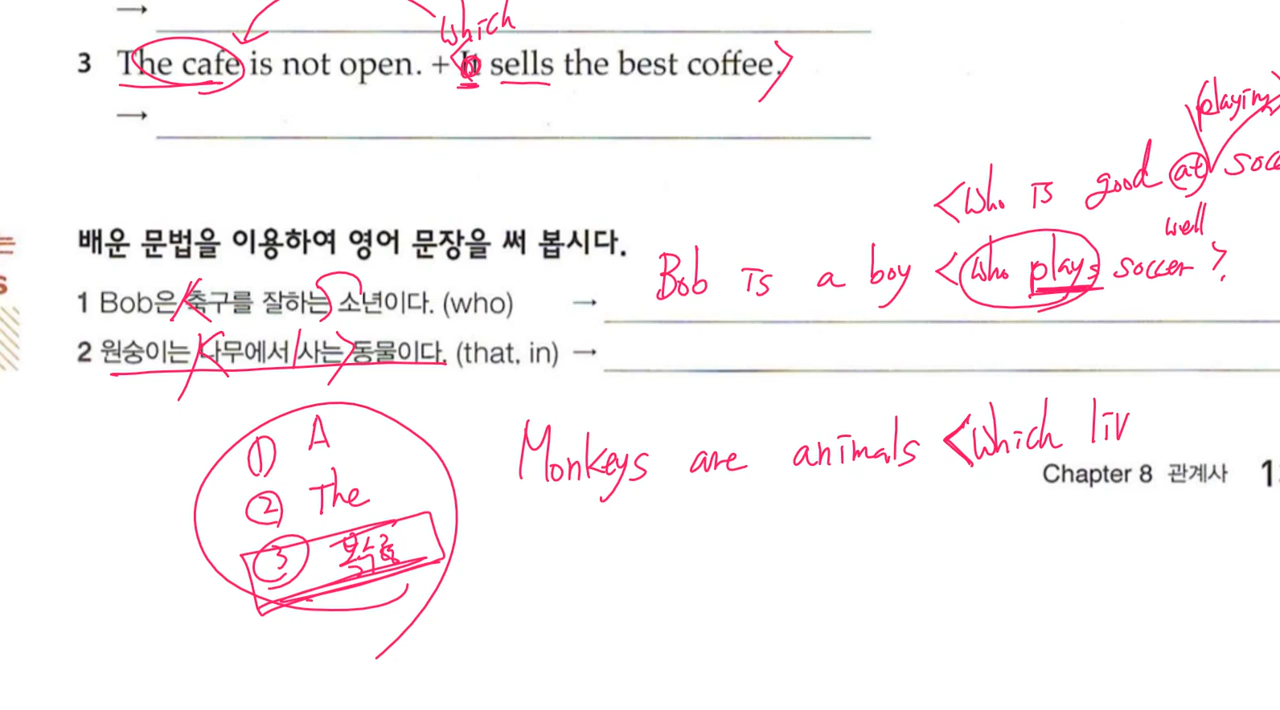 →
which
3 The cafe is not open. + It sells the best coffee.
→
playing
<who is good at
well
배운 문법을 이용하여 영어 문장을 써 봅시다.
Bob is a boy <who plays soccer>.
1 Bob은 축구를 잘하는 소년이다. (who) →
2 원숭이는 나무에서 사는 동물이다. (that, in) →
① A
Monkeys are animals <which liv
② The
③ 복수
Chapter 8 관계사